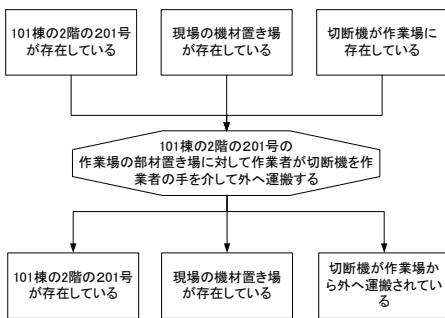 101棟の2階の201号
が存在している
現場の機材置き場
が存在している
切断機が作業場に
存在している
101棟の2階の201号の
作業場の部材置き場に対して作業者が切断機を作
業者の手を介して外へ運搬する
101棟の2階の201号
が存在している
現場の機材置き場
が存在している
切断機が作業場か
ら外へ運搬されてい
る